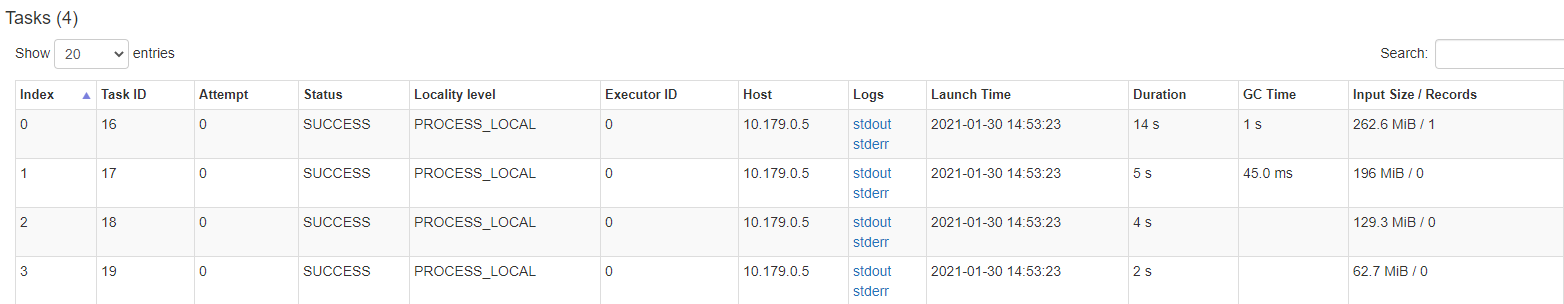 Tasks (4)
Show 20 entries Search:
Index Task ID Attempt Status Locality level Executor ID Host Logs Launch Time Duration GC Time Input Size / Records
0 16 0 SUCCESS PROCESS_LOCAL 0 10.179.0.5 stdout 2021-01-30 14:53:23 14 s 1 s 262.6 MiB / 1
stderr
1 17 0 SUCCESS PROCESS_LOCAL 0 10.179.0.5 stdout 2021-01-30 14:53:23 5 s 45.0 ms 196 MiB / 0
stderr
2 18 0 SUCCESS PROCESS_LOCAL 0 10.179.0.5 stdout 2021-01-30 14:53:23 4 s 129.3 MiB / 0
stderr
3 19 0 SUCCESS PROCESS_LOCAL 0 10.179.0.5 stdout 2021-01-30 14:53:23 2 s 62.7 MiB / 0
stderr